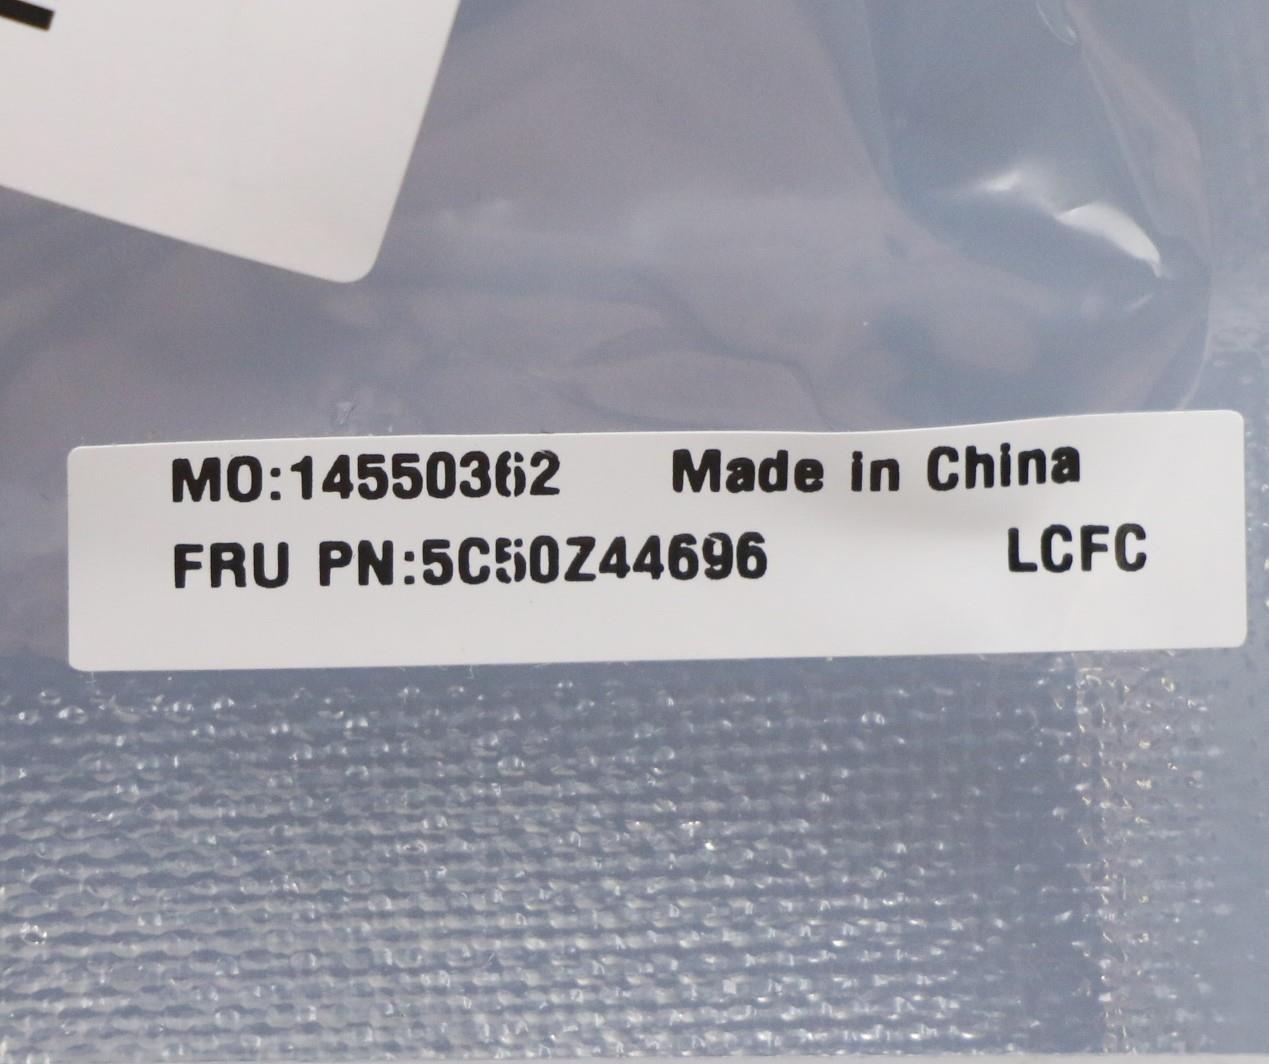 MO:14550362 Made in China
FRU PN:5C50Z44696 LCFC